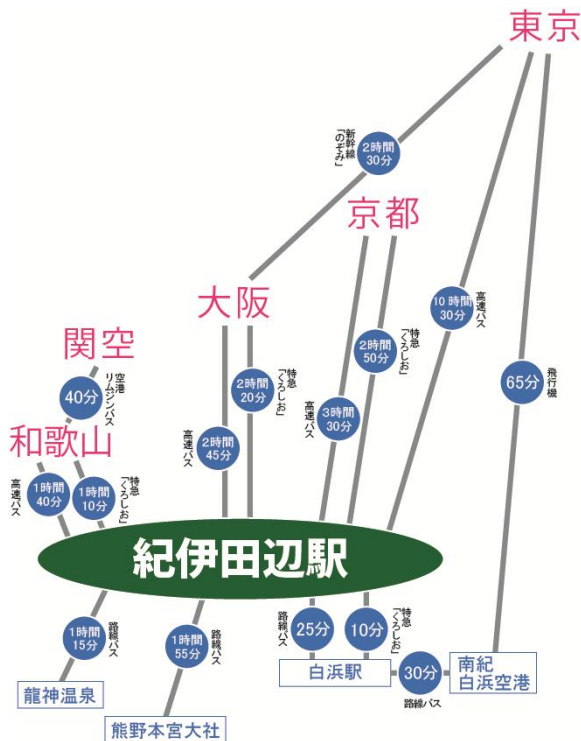 東京
新幹線
「のぞみ」
2時間
30分
京都
大阪
10時間
30分
高速バス
関空
特急
「くろしお」
2時間
50分
特急
「くろしお」
2時間
20分
65分
飛行機
空港
リムジンバス
40分
3時間
30分
高速バス
和歌山
2時間
45分
高速バス
高速バス
1時間
40分
1時間
10分
特急
「くろしお」
紀伊田辺駅
1時間
15分
路線バス
1時間
55分
路線バス
路線バス
25分
10分
特急
「くろしお」
龍神温泉
熊野本宮大社
白浜駅
30分
路線バス
南紀
白浜空港